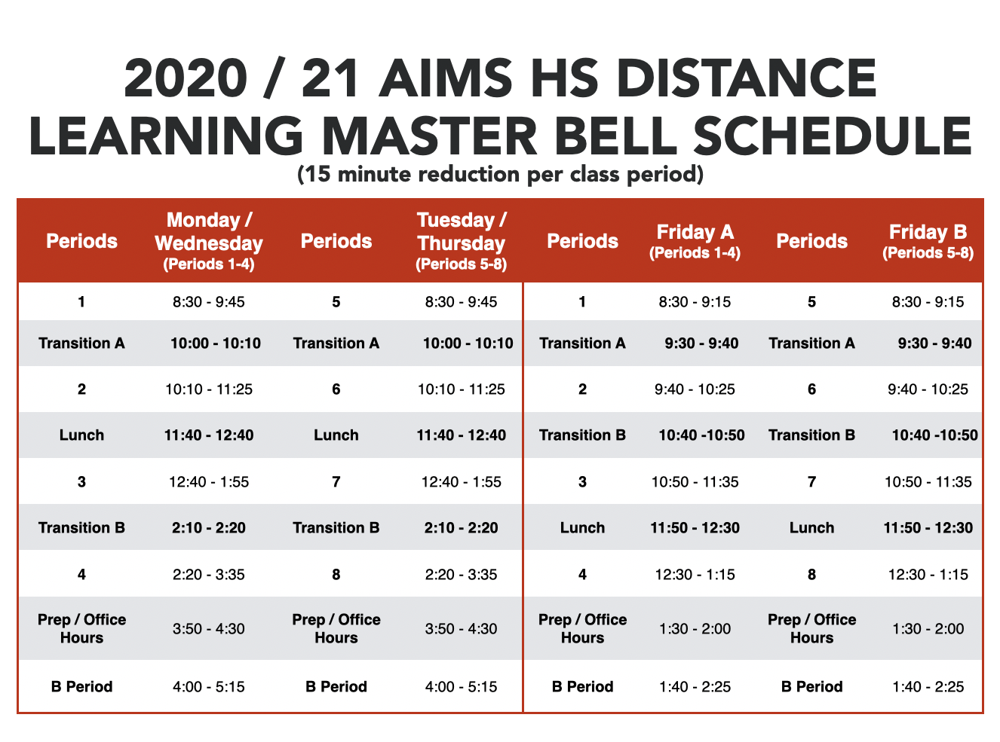 2020 / 21 AIMS HS DISTANCE
LEARNING MASTER BELL SCHEDULE
(15 minute reduction per class period)
Periods Monday / Wednesday (Periods 1-4) Periods Tuesday / Thursday (Periods 5-8) Periods Friday A (Periods 1-4) Periods Friday B (Periods 5-8)
1 8:30 - 9:45 5 8:30 - 9:45 1 8:30 - 9:15 5 8:30 - 9:15
Transition A 10:00 - 10:10 Transition A 10:00 - 10:10 Transition A 9:30 - 9:40 Transition A 9:30 - 9:40
2 10:10 - 11:25 6 10:10 - 11:25 2 9:40 - 10:25 6 9:40 - 10:25
Lunch 11:40 - 12:40 Lunch 11:40 - 12:40 Transition B 10:40 -10:50 Transition B 10:40 -10:50
3 12:40 - 1:55 7 12:40 - 1:55 3 10:50 - 11:35 7 10:50 - 11:35
Transition B 2:10 - 2:20 Transition B 2:10 - 2:20 Lunch 11:50 - 12:30 Lunch 11:50 - 12:30
4 2:20 - 3:35 8 2:20 - 3:35 4 12:30 - 1:15 8 12:30 - 1:15
Prep / Office Hours 3:50 - 4:30 Prep / Office Hours 3:50 - 4:30 Prep / Office Hours 1:30 - 2:00 Prep / Office Hours 1:30 - 2:00
B Period 4:00 - 5:15 B Period 4:00 - 5:15 B Period 1:40 - 2:25 B Period 1:40 - 2:25